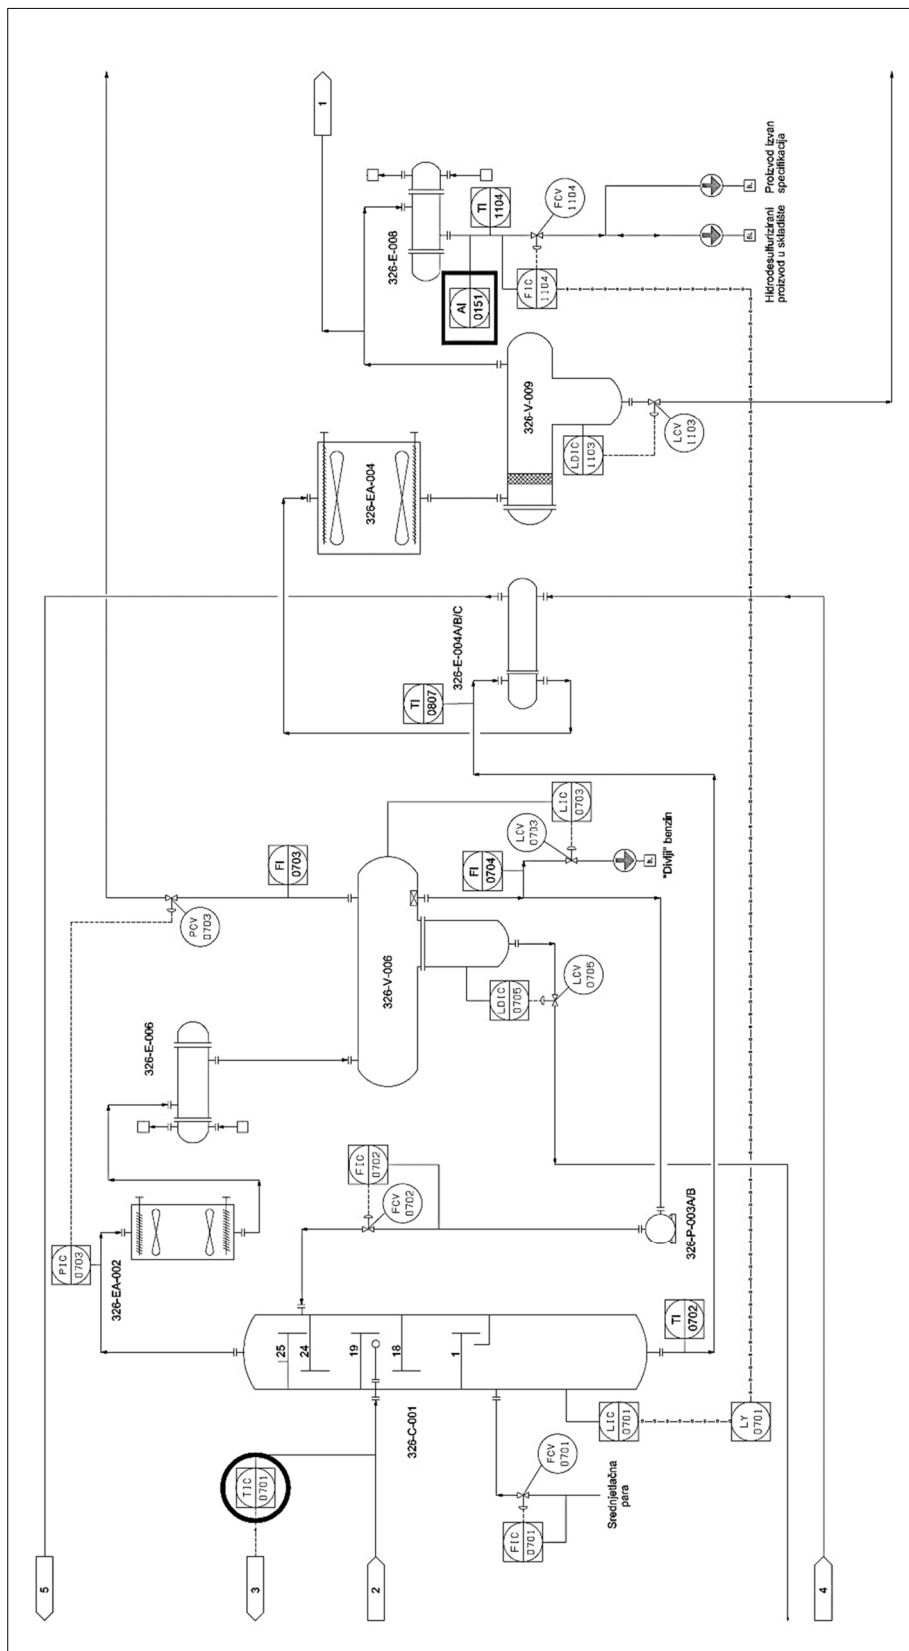 1
326-E-008
TI
1104
FCV
1104
AI
0151
FIC
1104
Proizvod izvan
specifikacija
Hidrodesulfurizirani
proizvod u skladište
326-V-009
LDIC
1103
LCV
1103
326-EA-004
326-E-004A/B/C
TI
0807
LIC
0703
LCV
0703
"Divlji" benzin
FI
0703
FI
0704
PCV
0703
326-V-006
LDIC
0705
LCV
0705
326-E-006
FIC
0702
FCV
0702
326-P-003A/B
PIC
0703
326-EA-002
25
24
19
18
1
TI
0702
326-C-001
LIC
0701
LY
0701
TIC
0701
FCV
0701
FIC
0701
Srednjetlačna
para
5
3
2
4